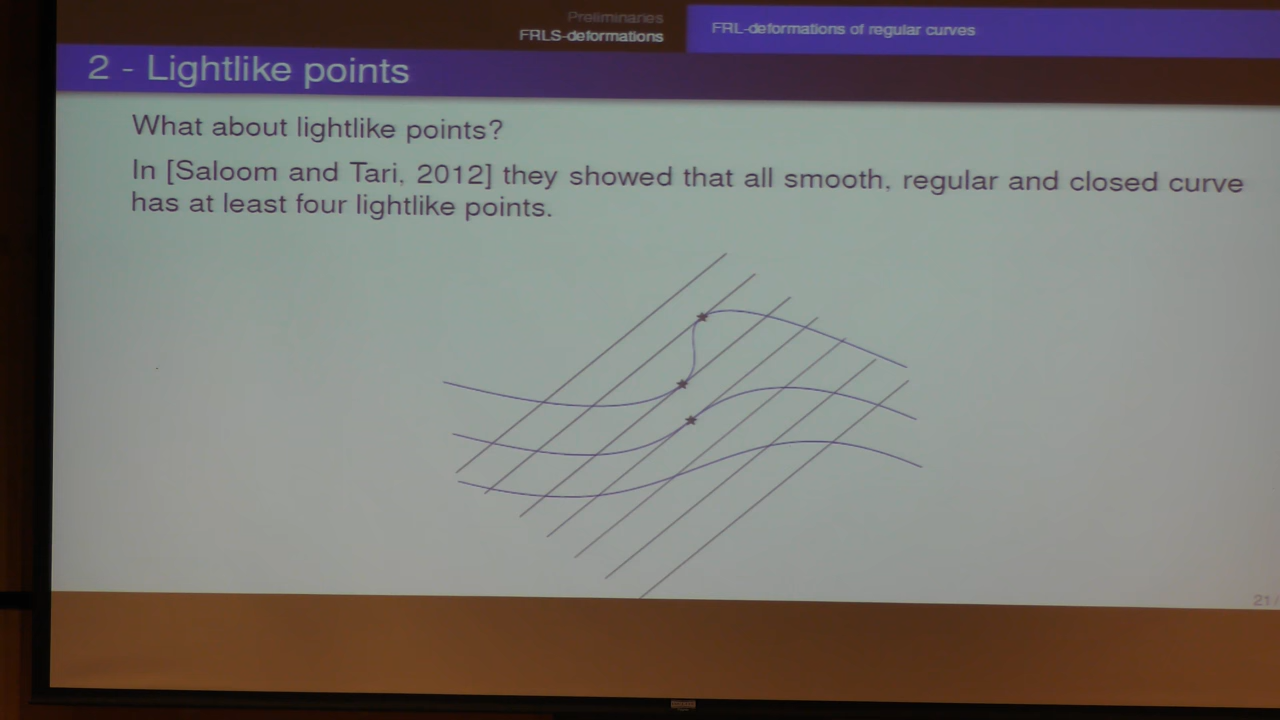 Preliminaries
FRLS-deformations
FRL-deformations of regular curves
2 - Lightlike points
What about lightlike points?
In [Saloom and Tari, 2012] they showed that all smooth, regular and closed curve
has at least four lightlike points.
21/